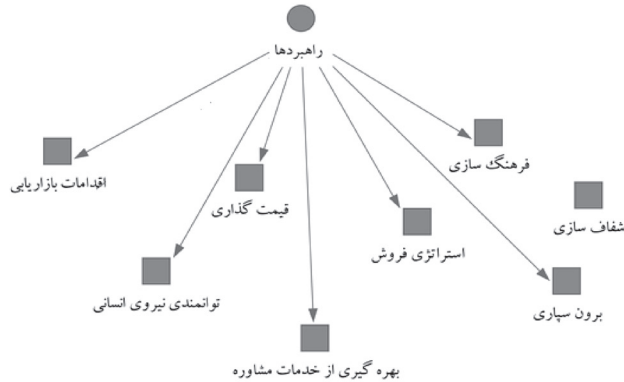 راهبردها
فرهنگ سازی
اقدامات بازاریابی
قیمت گذاری
شفاف سازی
استراتژی فروش
توانمندی نیروی انسانی
برون سپاری
بهره گیری از خدمات مشاوره